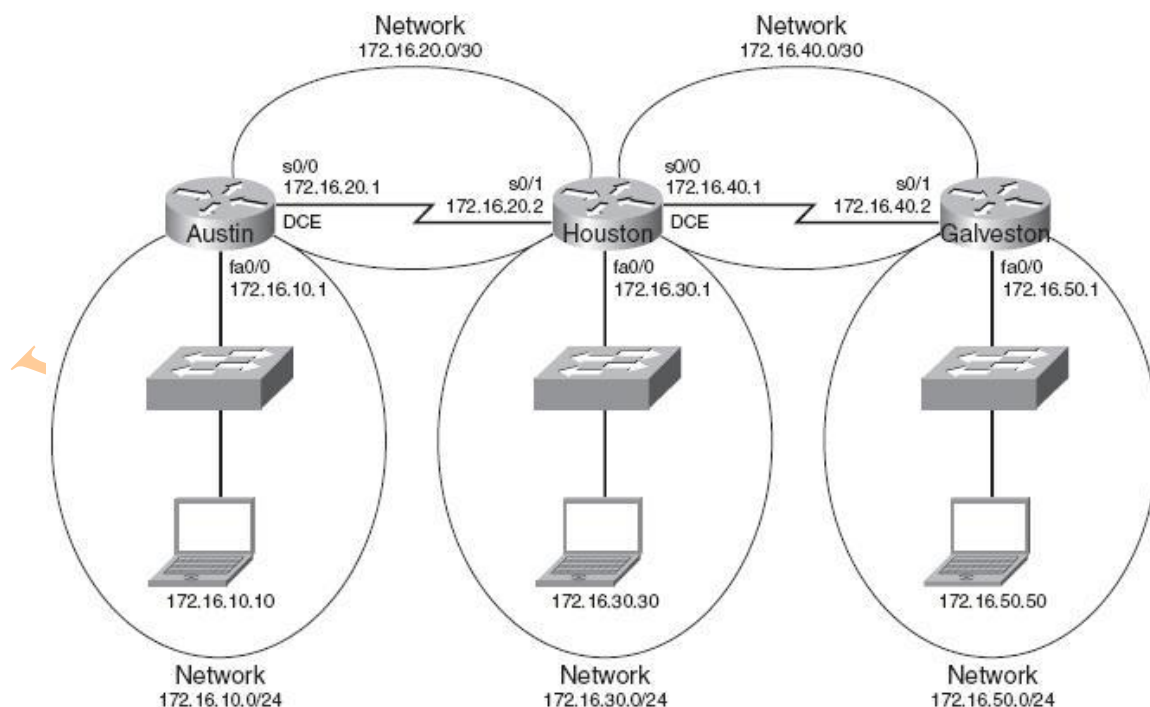 Network
172.16.20.0/30
Network
172.16.40.0/30
s0/0
172.16.20.1
DCE
s0/1
172.16.20.2
s0/0
172.16.40.1
DCE
s0/1
172.16.40.2
Austin
Houston
Galveston
fa0/0
172.16.10.1
fa0/0
172.16.30.1
fa0/0
172.16.50.1
172.16.10.10
172.16.30.30
172.16.50.50
Network
172.16.10.0/24
Network
172.16.30.0/24
Network
172.16.50.0/24